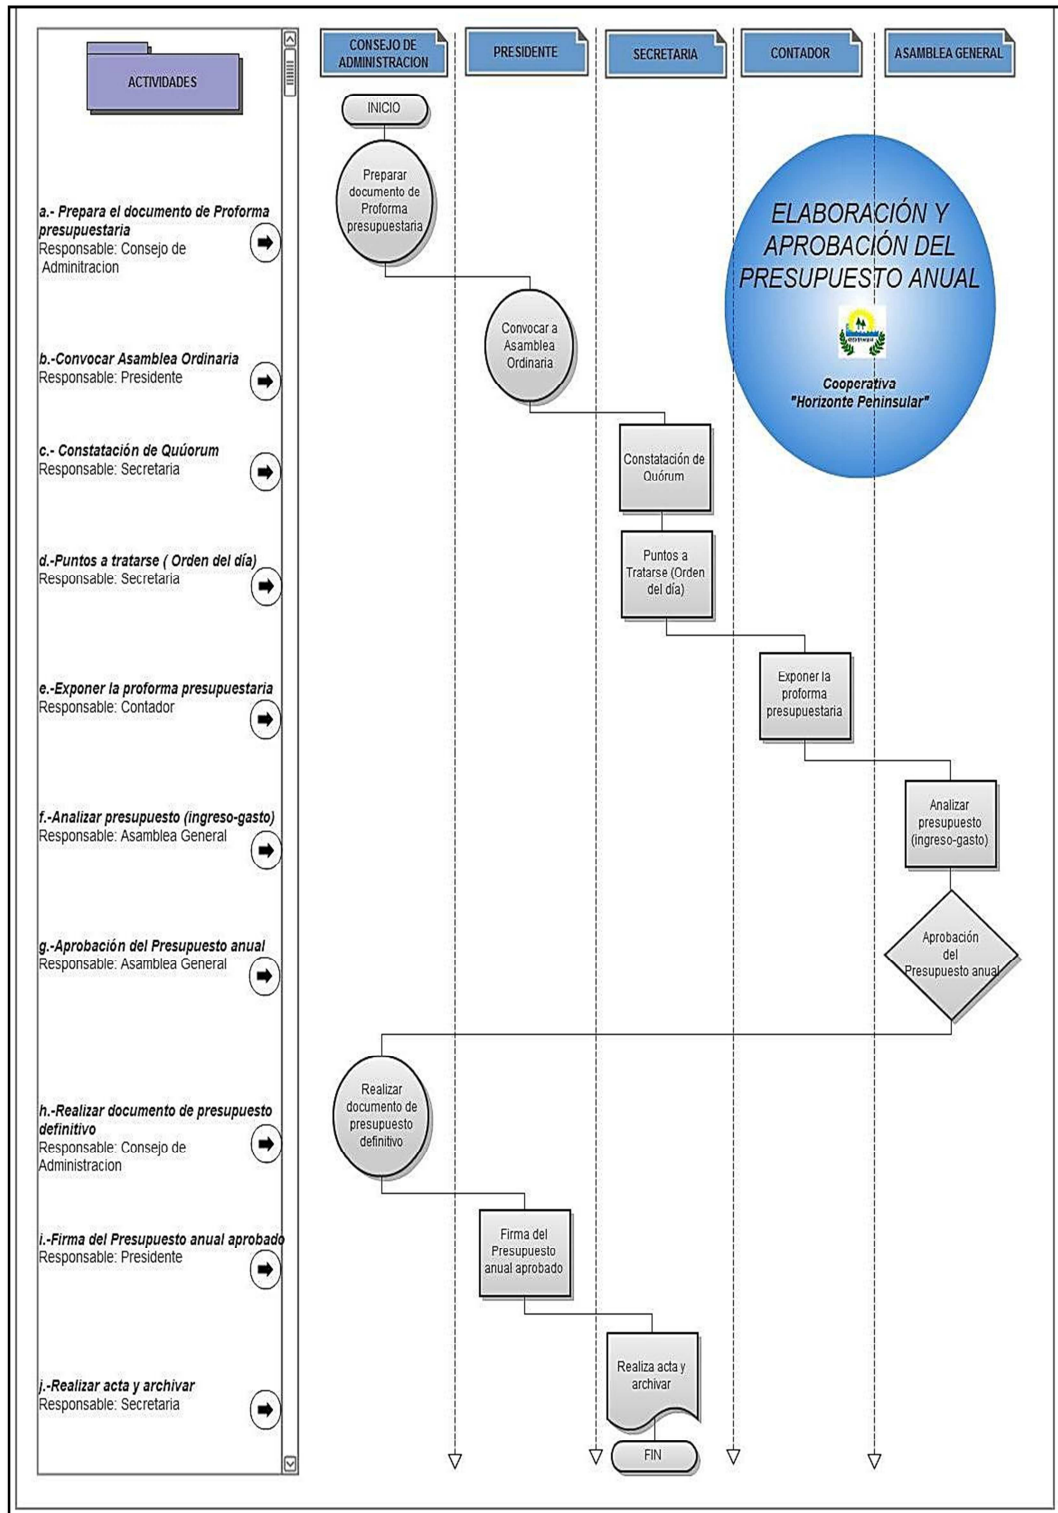 CONSEJO DE
ADMINISTRACION
PRESIDENTE
SECRETARIA
CONTADOR
ASAMBLEA GENERAL
ACTIVIDADES
a.- Prepara el documento de Proforma
presupuestaria
Responsable: Consejo de
Adminitracion
b.-Convocar Asamblea Ordinaria
Responsable: Presidente
c.- Constatación de Quúorum
Responsable: Secretaria
d.-Puntos a tratarse ( Orden del día)
Responsable: Secretaria
e.-Exponer la proforma presupuestaria
Responsable: Contador
f.-Analizar presupuesto (ingreso-gasto)
Responsable: Asamblea General
g.-Aprobación del Presupuesto anual
Responsable: Asamblea General
h.-Realizar documento de presupuesto
definitivo
Responsable: Consejo de
Administracion
i.-Firma del Presupuesto anual aprobado
Responsable: Presidente
j.-Realizar acta y archivar
Responsable: Secretaria
INICIO
Preparar
documento de
Proforma
presupuestaria
ELABORACIÓN Y
APROBACIÓN DEL
PRESUPUESTO ANUAL
Cooperativa
"Horizonte Peninsular"
Convocar a
Asamblea
Ordinaria
Constatación de
Quórum
Puntos a
Tratarse (Orden
del día)
Exponer la
proforma
presupuestaria
Analizar
presupuesto
(ingreso-gasto)
Aprobación
del
Presupuesto anual
Realizar
documento de
presupuesto
definitivo
Firma del
Presupuesto
anual aprobado
Realiza acta y
archivar
FIN